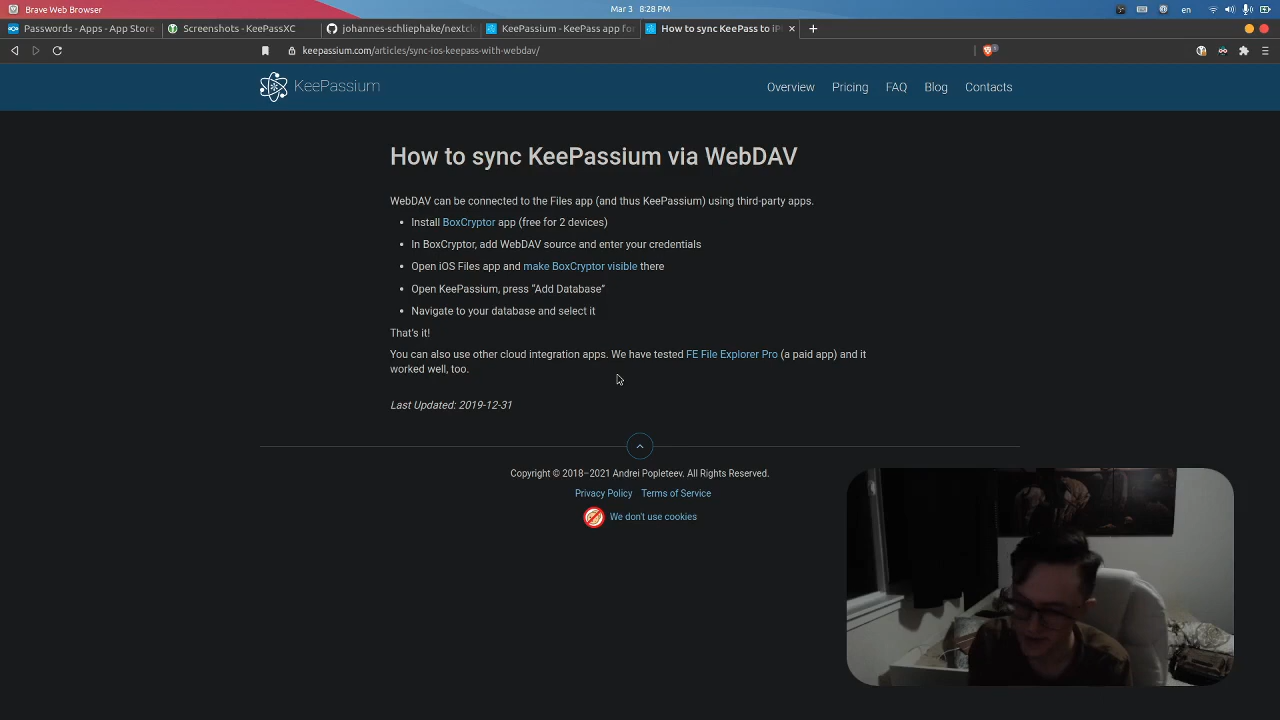 Brave Web Browser
Mar 3 8:28 PM
en
Passwords - Apps - App Store
Screenshots - KeePassXC
johannes-schliephake/nextclo
KeePassium - KeePass app for
How to sync KeePass to iP
keepassium.com/articles/sync-ios-keepass-with-webdav/
KeePassium
Overview
Pricing
FAQ
Blog
Contacts
How to sync KeePassium via WebDAV
WebDAV can be connected to the Files app (and thus KeePassium) using third-party apps.
• Install BoxCryptor app (free for 2 devices)
• In BoxCryptor, add WebDAV source and enter your credentials
• Open iOS Files app and make BoxCryptor visible there
• Open KeePassium, press “Add Database”
• Navigate to your database and select it
That's it!
You can also use other cloud integration apps. We have tested FE File Explorer Pro (a paid app) and it
worked well, too.
Last Updated: 2019-12-31
Copyright © 2018–2021 Andrei Popleteev. All Rights Reserved.
Privacy Policy Terms of Service
We don't use cookies